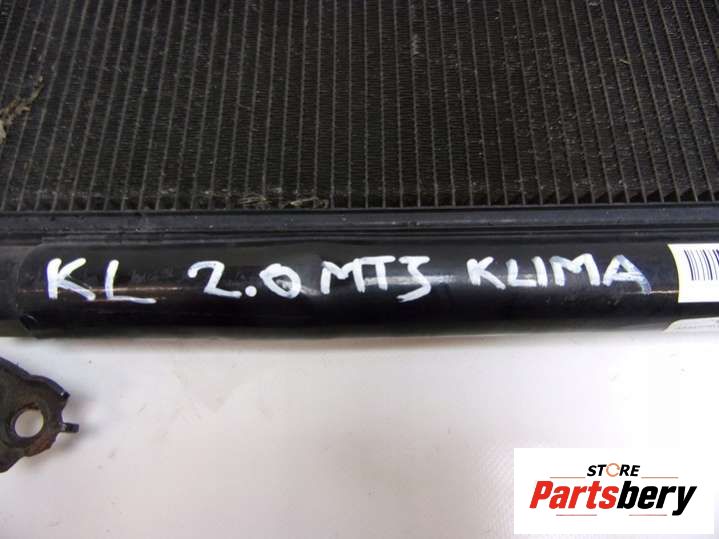 KL 2.0 MTJ KLIMA
STORE
Partsbery